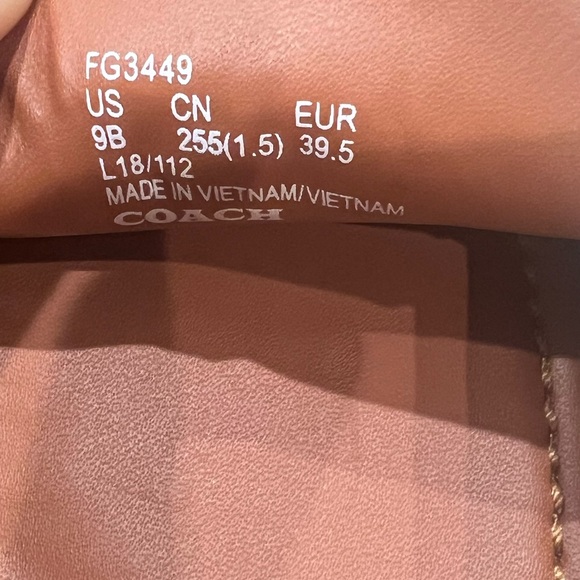 FG3449
US CN EUR
9B 255(1.5) 39.5
L18/112
MADE IN VIETNAM/VIETNAM
COACH